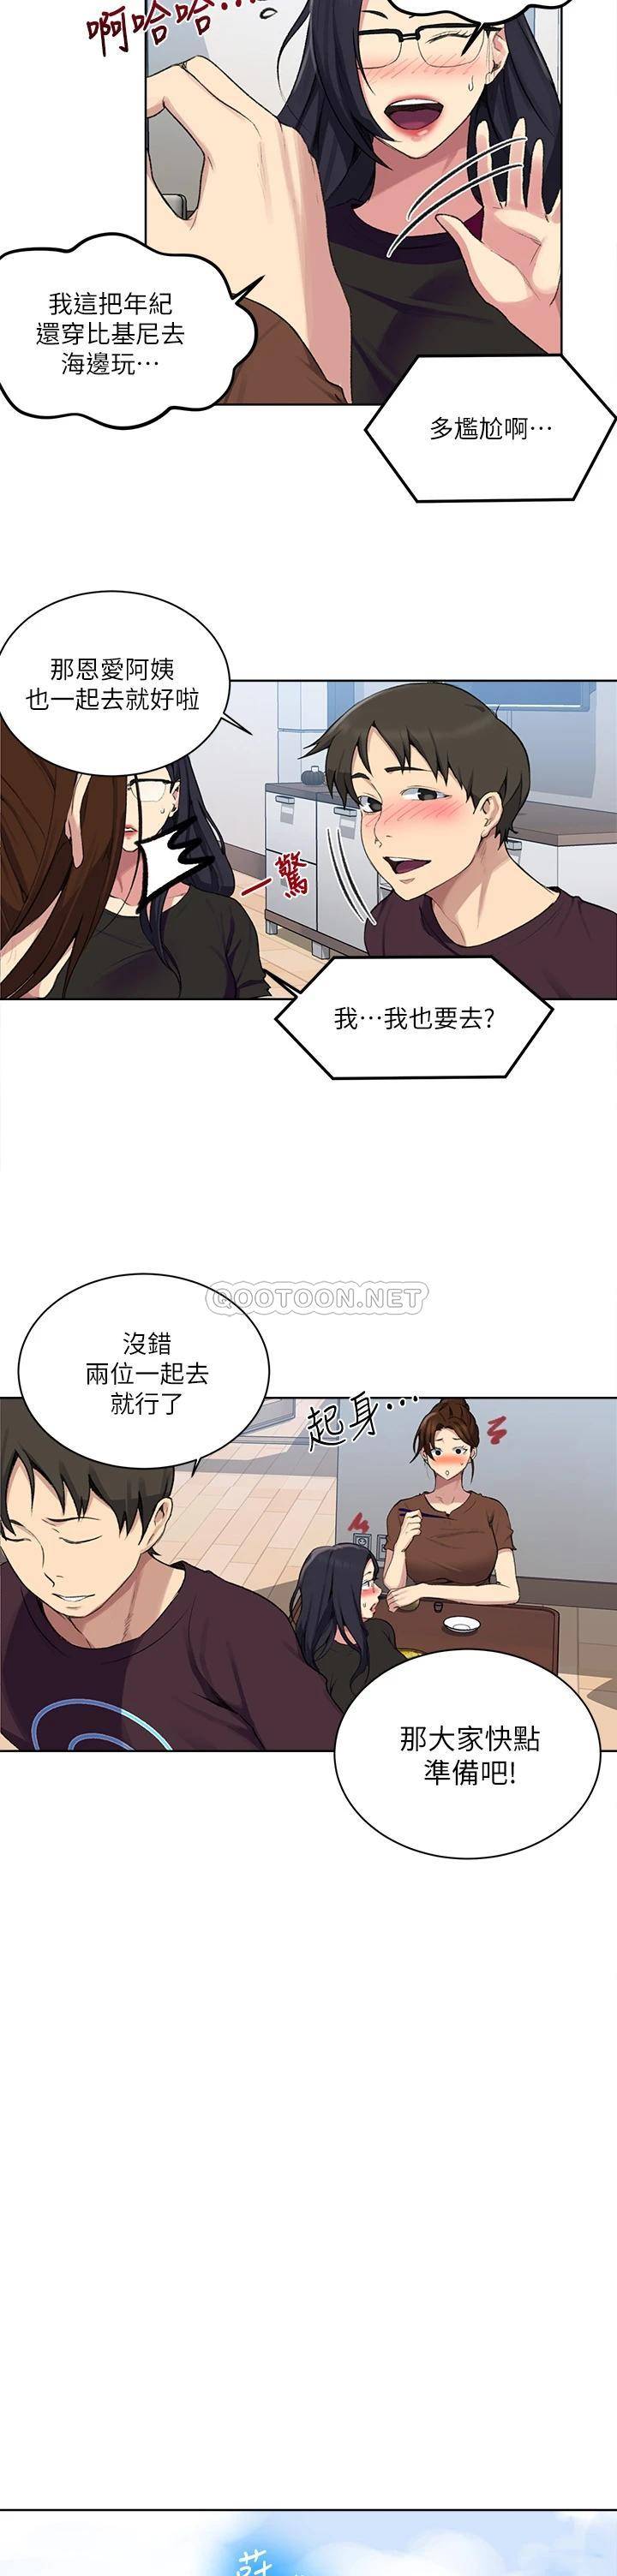 啊哈哈…
我這把年紀
還穿比基尼去
海邊玩…
多尷尬啊…
那恩愛阿姨
也一起去就好啦
一驚
我…我也要去?
QOOTOON.NET
沒錯
兩位一起去
就行了
起身…
那大家快點
準備吧!